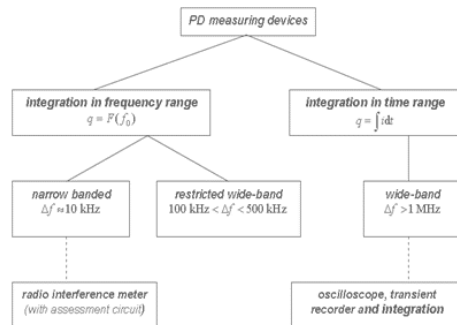 PD measuring devices
integration in frequency range
q = F(f₀)
integration in time range
q = ∫idt
narrow banded
Δf ≈ 10 kHz
restricted wide-band
100 kHz < Δf < 500 kHz
wide-band
Δf > 1 MHz
radio interference meter
(with assessment circuit)
oscilloscope, transient
recorder and integration